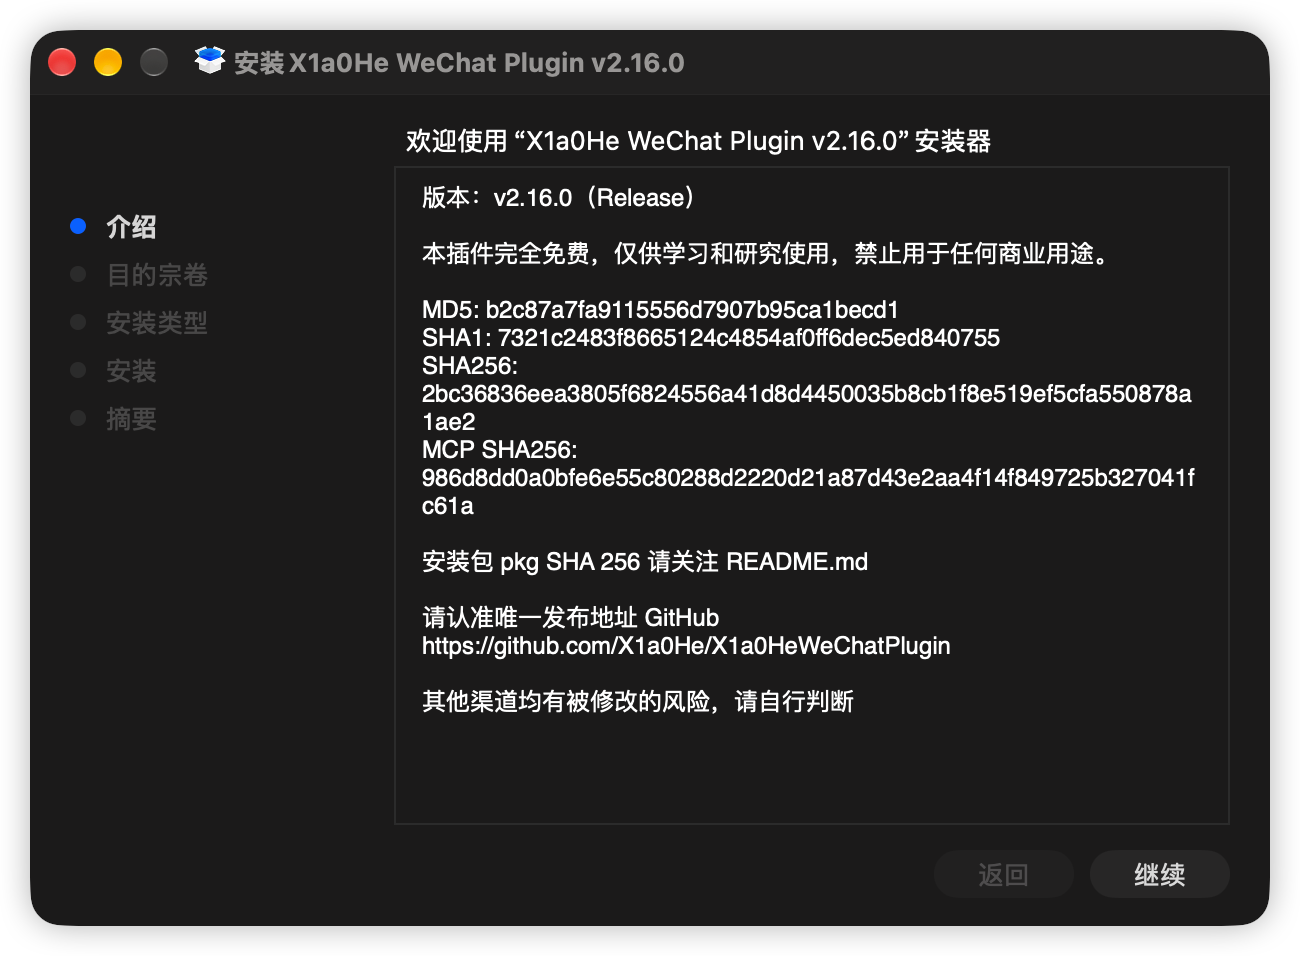 安装 X1a0He WeChat Plugin v2.16.0
欢迎使用 “X1a0He WeChat Plugin v2.16.0” 安装器
介绍
目的宗卷
安装类型
安装
摘要
版本：v2.16.0（Release）
本插件完全免费，仅供学习和研究使用，禁止用于任何商业用途。
MD5: b2c87a7fa9115556d7907b95ca1becd1
SHA1: 7321c2483f8665124c4854af0ff6dec5ed840755
SHA256:
2bc36836eea3805f6824556a41d8d4450035b8cb1f8e519ef5cfa550878a
1ae2
MCP SHA256:
986d8dd0a0bfe6e55c80288d2220d21a87d43e2aa4f14f849725b327041f
c61a
安装包 pkg SHA 256 请关注 README.md
请认准唯一发布地址 GitHub
https://github.com/X1a0He/X1a0HeWeChatPlugin
其他渠道均有被修改的风险，请自行判断
返回
继续